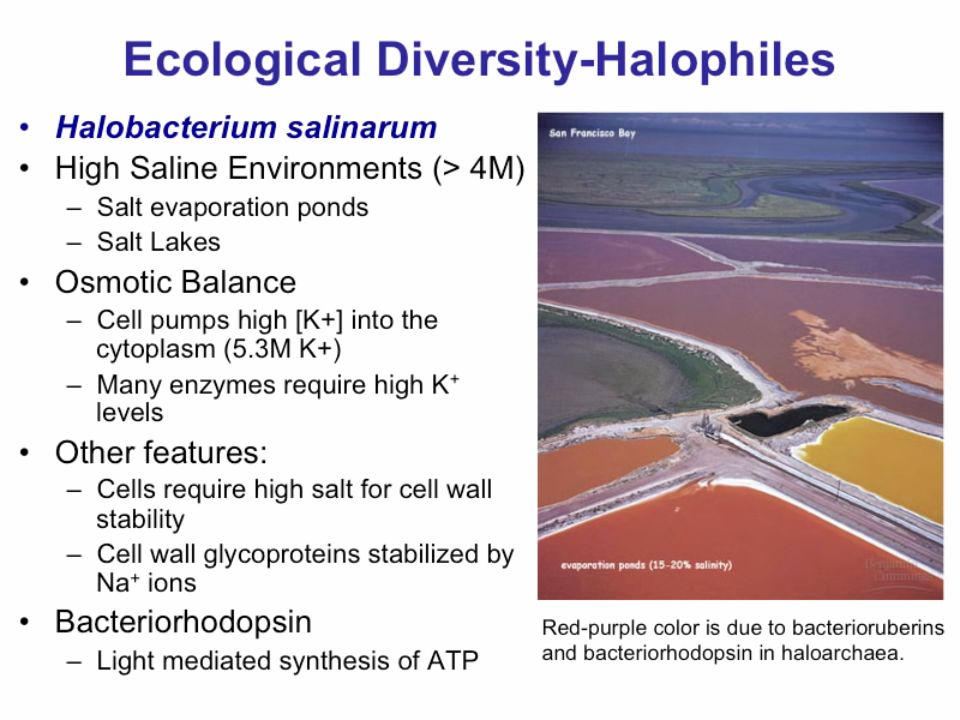 Ecological Diversity-Halophiles
• Halobacterium salinarum
• High Saline Environments (> 4M)
– Salt evaporation ponds
– Salt Lakes
• Osmotic Balance
– Cell pumps high [K+] into the
cytoplasm (5.3M K+)
– Many enzymes require high K⁺
levels
• Other features:
– Cells require high salt for cell wall
stability
– Cell wall glycoproteins stabilized by
Na⁺ ions
• Bacteriorhodopsin
– Light mediated synthesis of ATP
San Francisco Bay
evaporation ponds (15-20% salinity)
Red-purple color is due to bacterioruberins
and bacteriorhodopsin in haloarchaea.